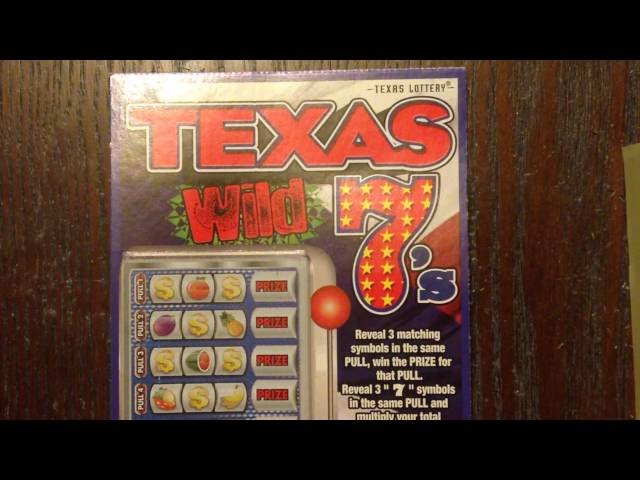 -TEXAS LOTTERY®-
TEXAS
Wild
7's
PULL 1
PRIZE
PULL 2
PRIZE
PULL 3
PRIZE
PULL 4
PRIZE
Reveal 3 matching
symbols in the same
PULL, win the PRIZE for
that PULL.
Reveal 3 "7" symbols
in the same PULL and
multiply your total